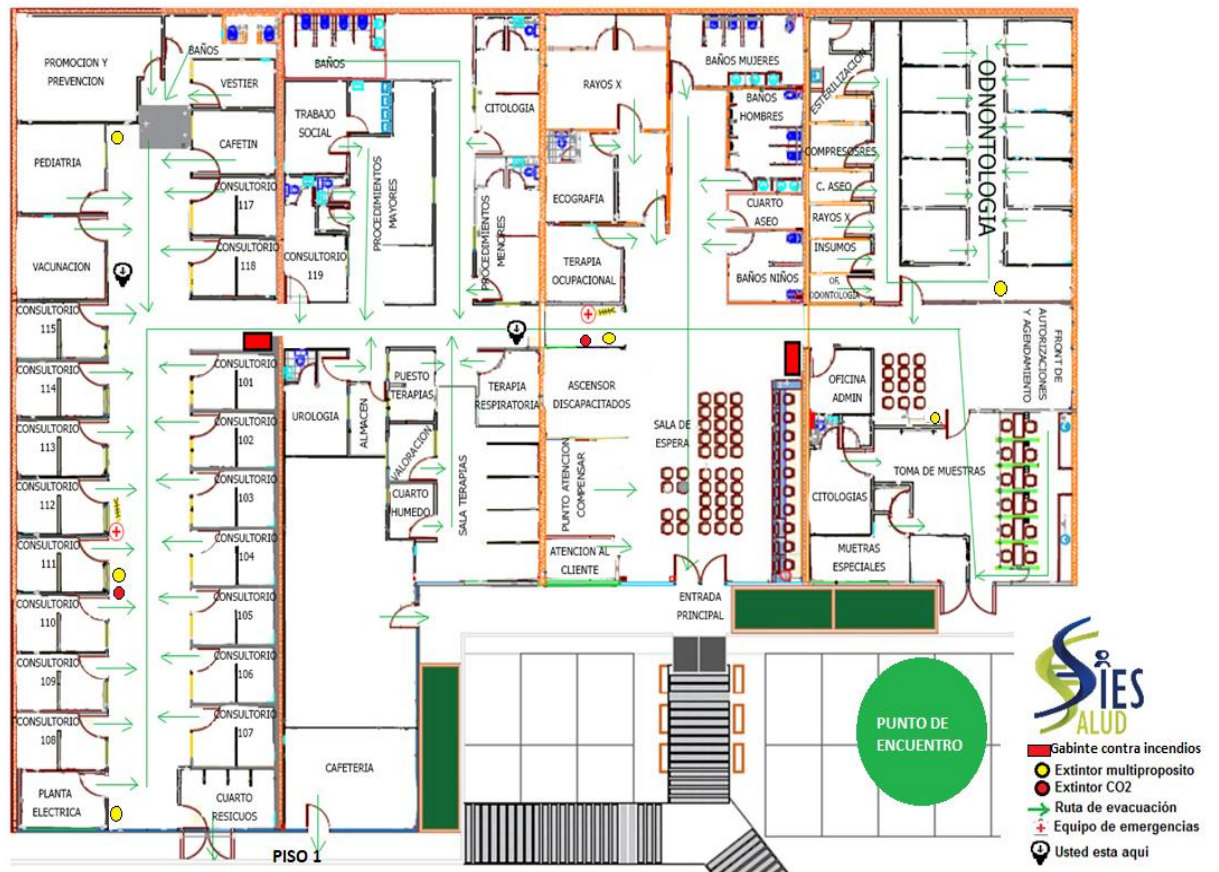 PROMOCION Y
PREVENCION
BAÑOS
VESTIER
CAFETIN
PEDIATRIA
CONSULTORIO
117
CONSULTORIO
118
VACUNACION
CONSULTORIO
115
CONSULTORIO
114
CONSULTORIO
113
CONSULTORIO
112
CONSULTORIO
111
CONSULTORIO
110
CONSULTORIO
109
CONSULTORIO
108
PLANTA
ELECTRICA
CONSULTORIO
101
CONSULTORIO
102
CONSULTORIO
103
CONSULTORIO
104
CONSULTORIO
105
CONSULTORIO
106
CONSULTORIO
107
CUARTO
RESICUOS
BAÑOS
TRABAJO
SOCIAL
PROCEDIMIENTOS
MAYORES
CONSULTORIO
119
CITOLOGIA
PROCEDIMIENTOS
MENORES
UROLOGIA
ALMACEN
PUESTO
TERAPIAS
VALORACION
CUARTO
HUMEDO
SALA TERAPIAS
TERAPIA
RESPIRATORIA
CAFETERIA
PISO 1
RAYOS X
ECOGRAFIA
TERAPIA
OCUPACIONAL
BAÑOS MUJERES
BAÑOS
HOMBRES
CUARTO
ASEO
BAÑOS NIÑOS
ASCENSOR
DISCAPACITADOS
PUNTO ATENCION
COMPENSAR
ATENCION AL
CLIENTE
SALA DE
ESPERA
ENTRADA
PRINCIPAL
ESTERILIZACION
COMPRESOSRES
C. ASEO
RAYOS X
INSUMOS
OF.
ODONTOLOGIA
ODNONTOLOGIA
FRONT DE
AUTORIZACIONES
Y AGENDAMIENTO
OFICINA
ADMIN
TOMA DE MUESTRAS
CITOLOGIAS
MUETRAS
ESPECIALES
PUNTO DE
ENCUENTRO
SIES
SALUD
Gabinte contra incendios
Extintor multiproposito
Extintor CO2
Ruta de evacuación
Equipo de emergencias
Usted esta aqui